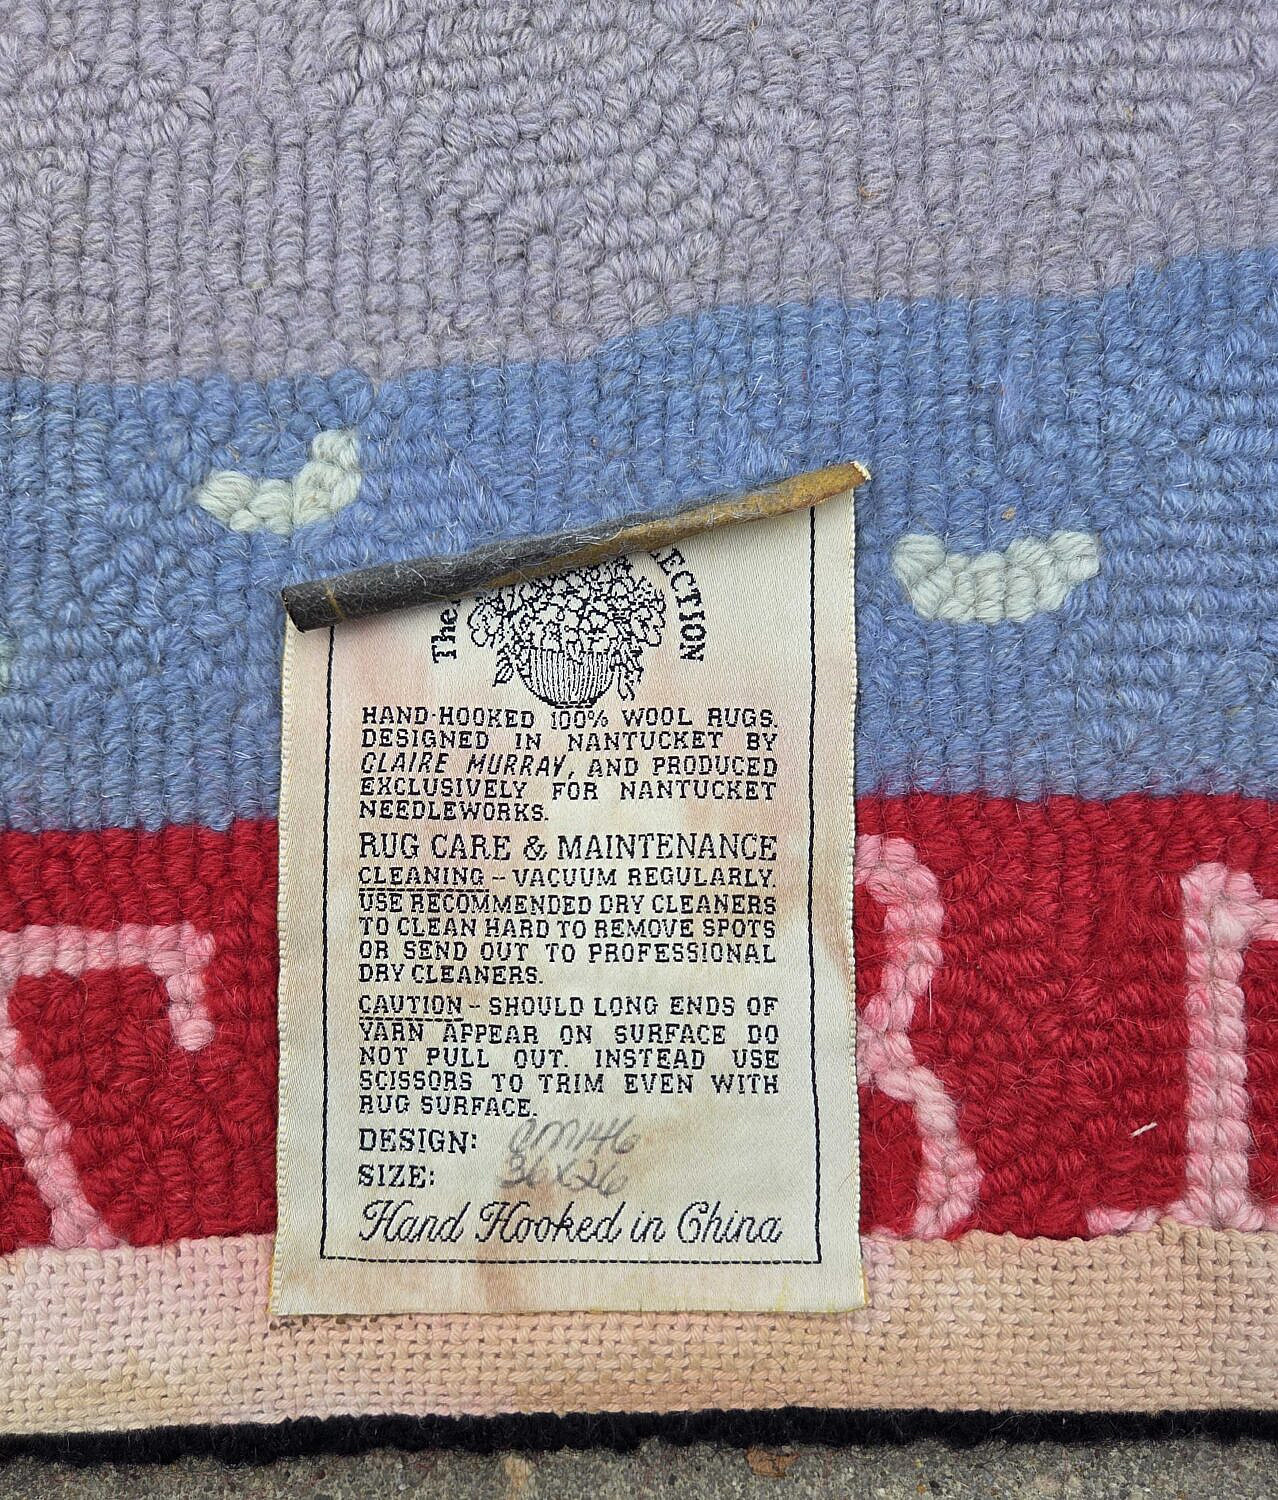 The
ECTION
HAND-HOOKED 100% WOOL RUGS.
DESIGNED IN NANTUCKET BY
CLAIRE MURRAY, AND PRODUCED
EXCLUSIVELY FOR NANTUCKET
NEEDLEWORKS.
RUG CARE & MAINTENANCE
CLEANING - VACUUM REGULARLY.
USE RECOMMENDED DRY CLEANERS
TO CLEAN HARD TO REMOVE SPOTS
OR SEND OUT TO PROFESSIONAL
DRY CLEANERS.
CAUTION - SHOULD LONG ENDS OF
YARN APPEAR ON SURFACE DO
NOT PULL OUT. INSTEAD USE
SCISSORS TO TRIM EVEN WITH
RUG SURFACE.
DESIGN: CM146
SIZE: 36x26
Hand Hooked in China